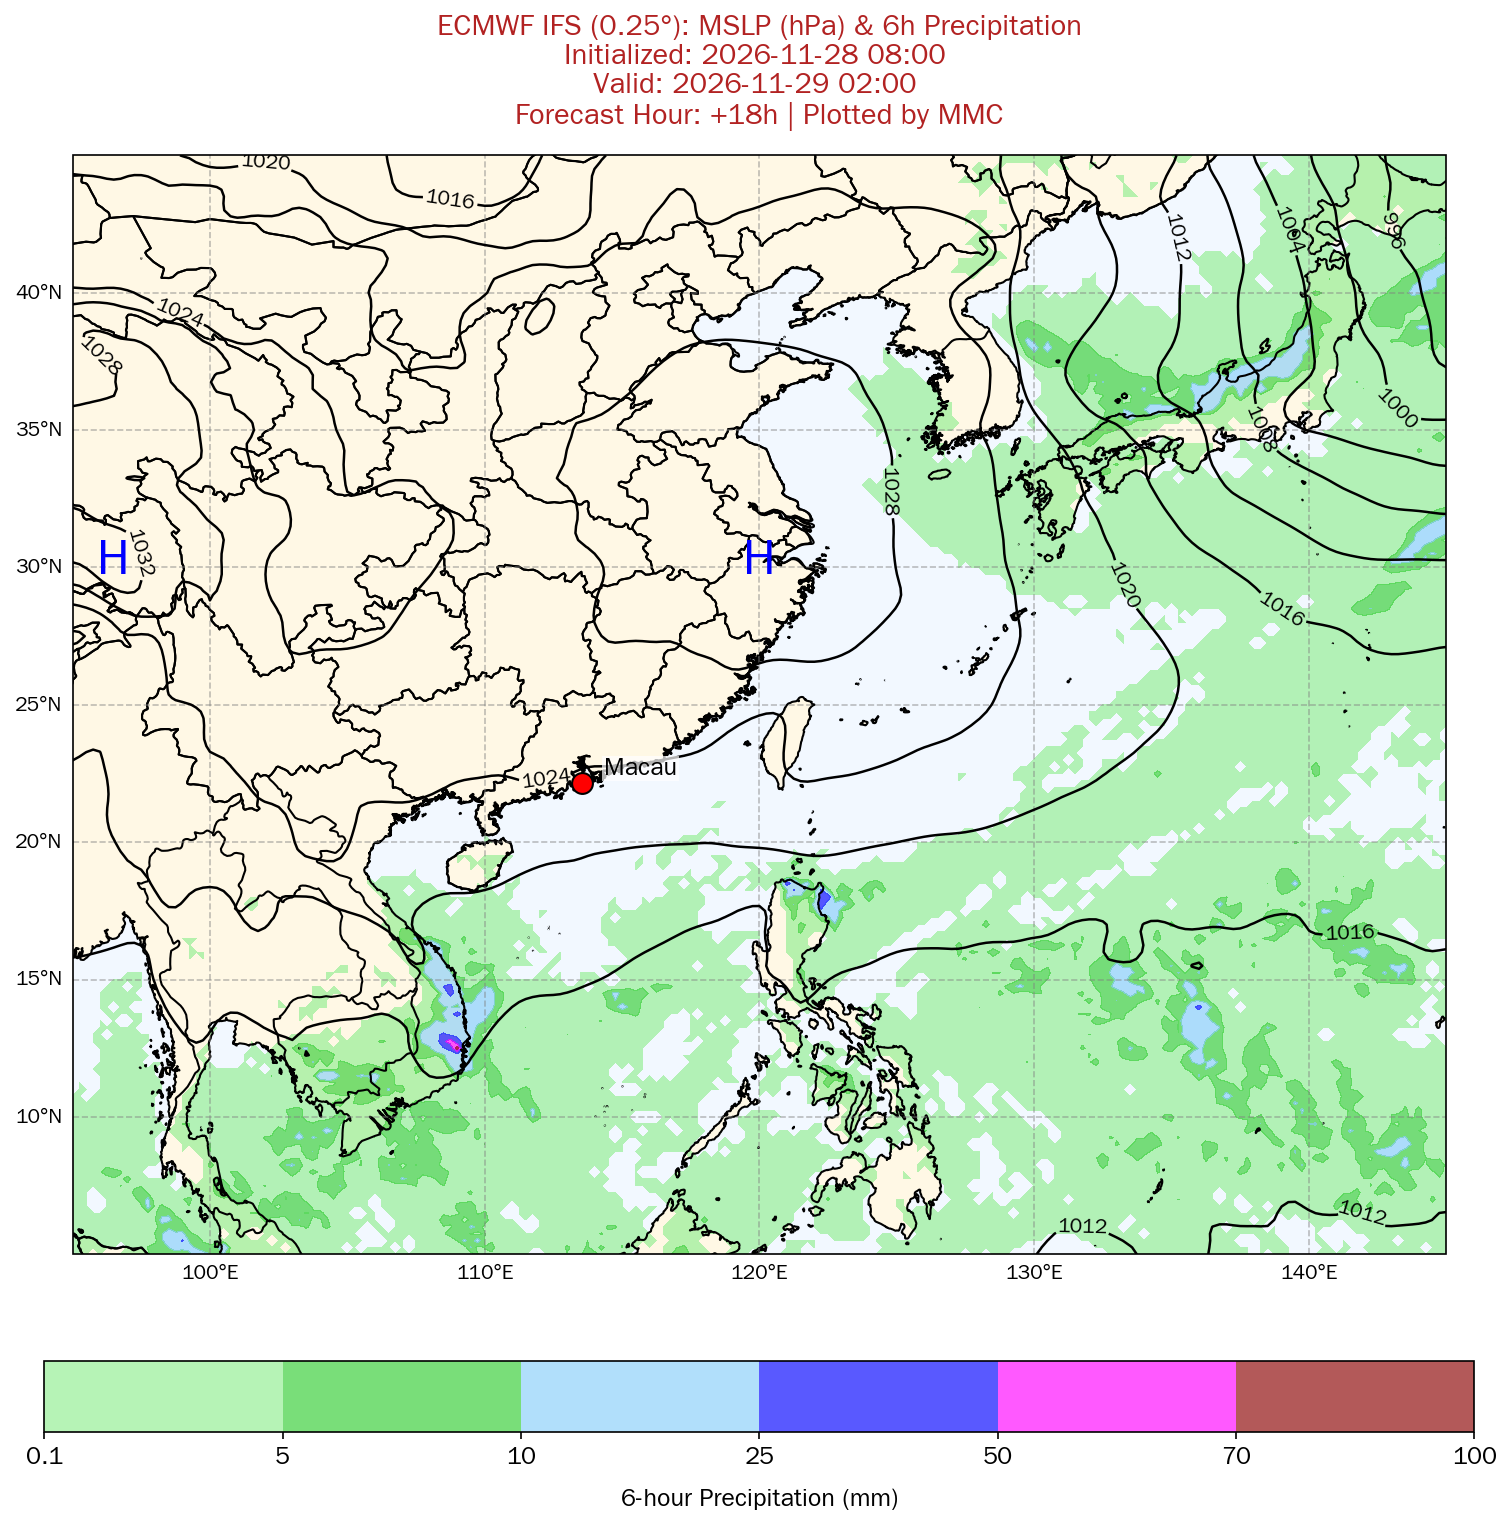 ECMWF IFS (0.25°): MSLP (hPa) & 6h Precipitation
Initialized: 2026-11-28 08:00
Valid: 2026-11-29 02:00
Forecast Hour: +18h | Plotted by MMC
1020
1016
1012
1004
996
40°N
1024
1028
1000
35°N
1008
1028
1032
H
H
30°N
1020
1016
25°N
1024
Macau
20°N
1016
15°N
10°N
1012
1012
100°E
110°E
120°E
130°E
140°E
0.1
5
10
25
50
70
100
6-hour Precipitation (mm)